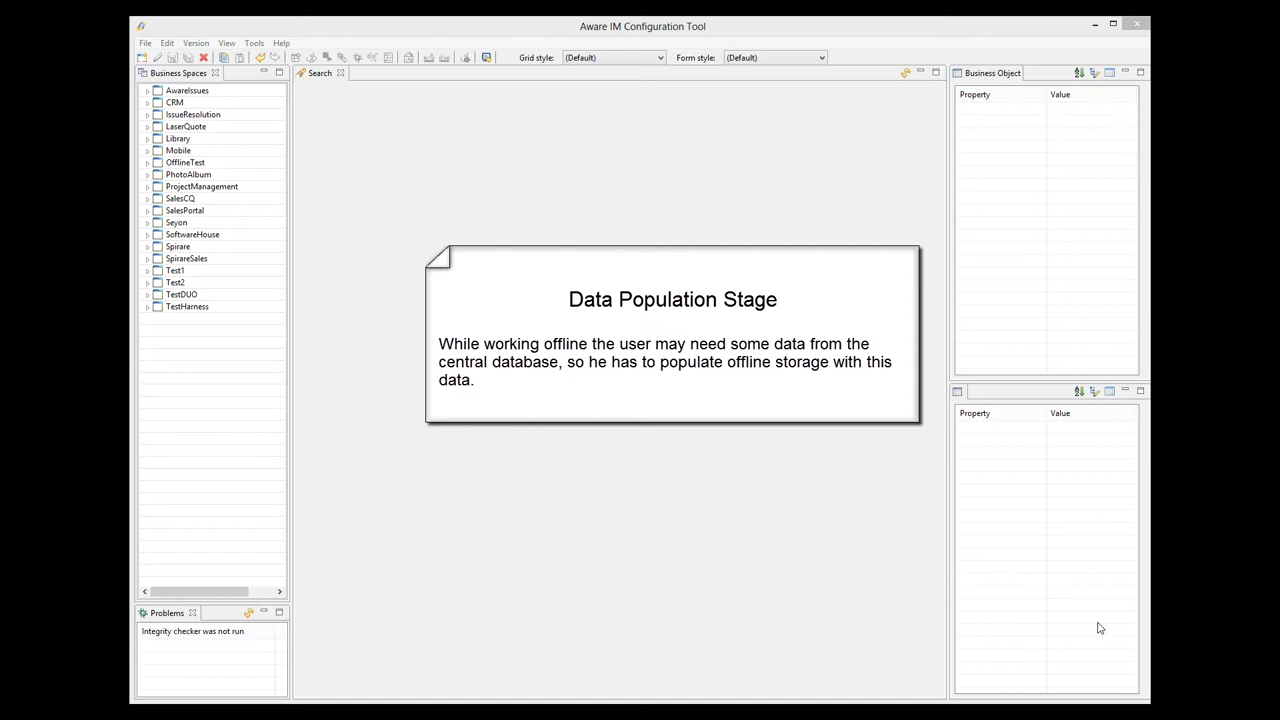 Aware IM Configuration Tool
File Edit Version View Tools Help
Grid style: (Default) Form style: (Default)
Business Spaces
AwareIssues
CRM
IssueResolution
LaserQuote
Library
Mobile
OfflineTest
PhotoAlbum
ProjectManagement
SalesCQ
SalesPortal
Seyon
SoftwareHouse
Spirare
SpirareSales
Test1
Test2
TestDUO
TestHarness
Problems
Integrity checker was not run
Search
Data Population Stage
While working offline the user may need some data from the
central database, so he has to populate offline storage with this
data.
Business Object
Property Value
Property Value